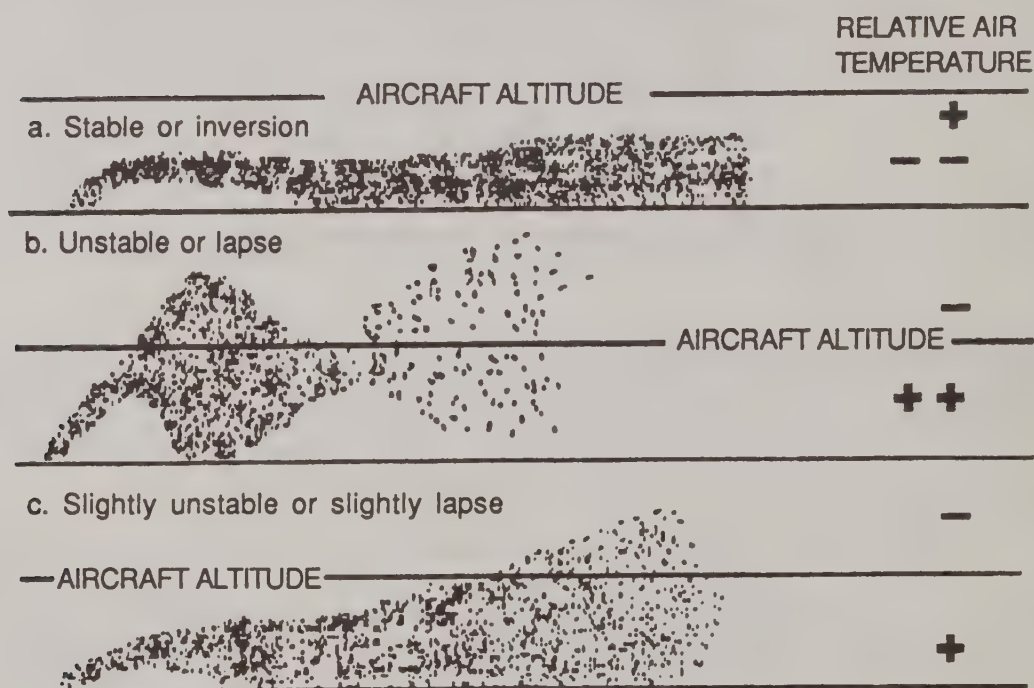 RELATIVE AIR
TEMPERATURE
AIRCRAFT ALTITUDE
a. Stable or inversion
+
– –
b. Unstable or lapse
–
AIRCRAFT ALTITUDE
+ +
c. Slightly unstable or slightly lapse
–
AIRCRAFT ALTITUDE
+